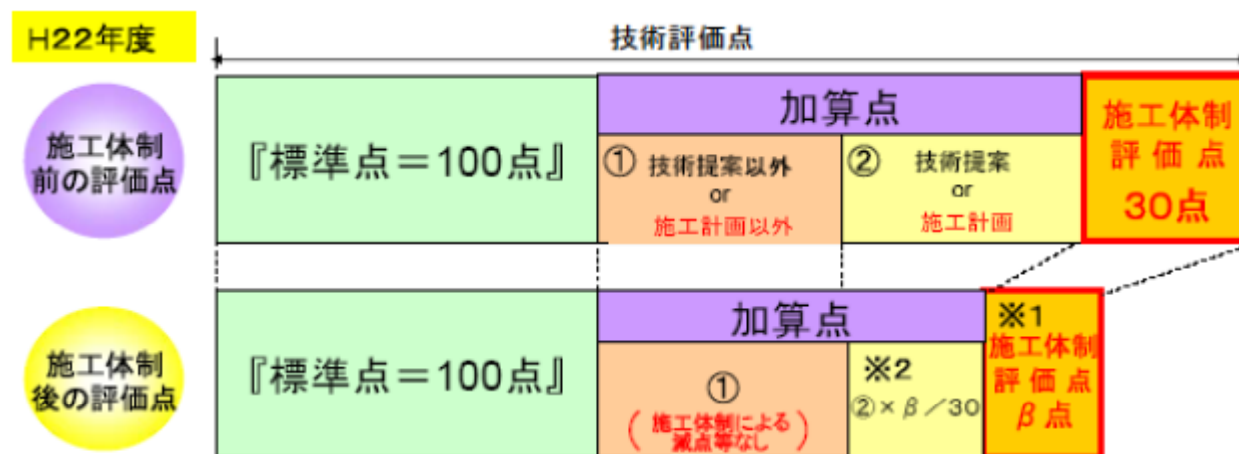 H22年度
技術評価点
施工体制
前の評価点
『標準点＝100点』
加算点
① 技術提案以外
or
施工計画以外
② 技術提案
or
施工計画
施工体制
評価点
30点
施工体制
後の評価点
『標準点＝100点』
加算点
①
(施工体制による
減点等なし)
※2
②×β／30
※1
施工体制
評価点
β点